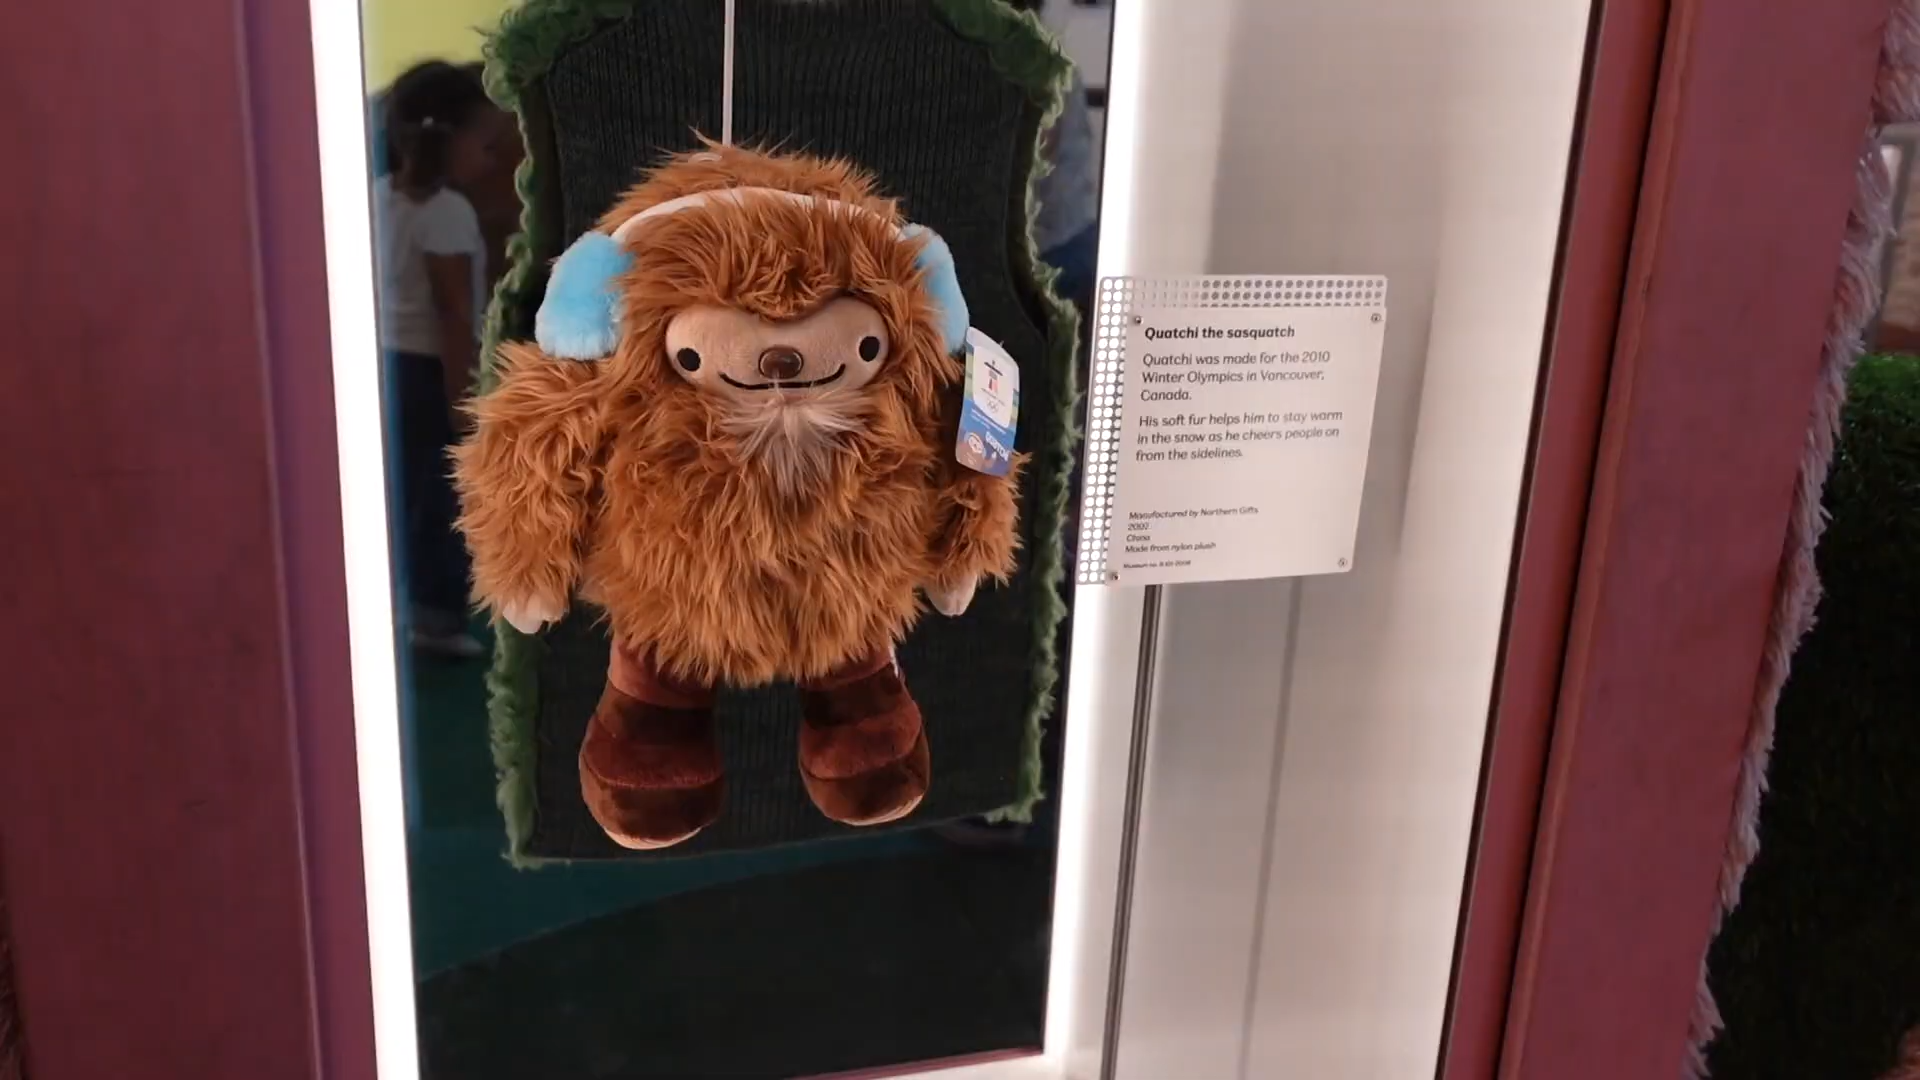 Quatchi the sasquatch
Quatchi was made for the 2010
Winter Olympics in Vancouver,
Canada.
His soft fur helps him to stay warm
in the snow as he cheers people on
from the sidelines.
Manufactured by Northern Gifts
China
Made from nylon plush
Museum no.